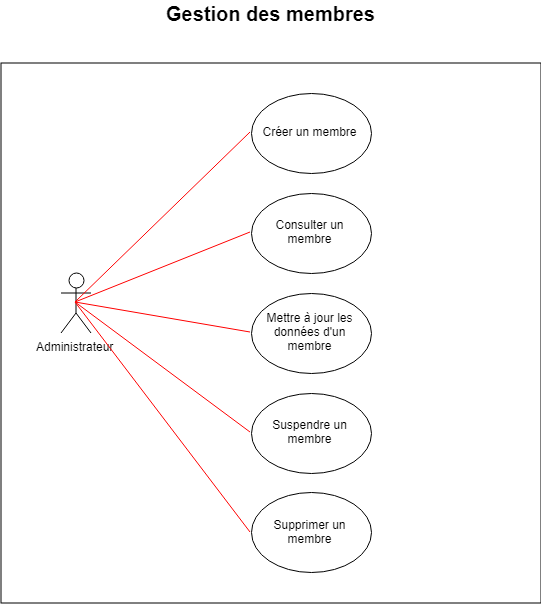 Gestion des membres
Créer un membre
Consulter un
membre
Mettre à jour les
données d'un
membre
Administrateur
Suspendre un
membre
Supprimer un
membre